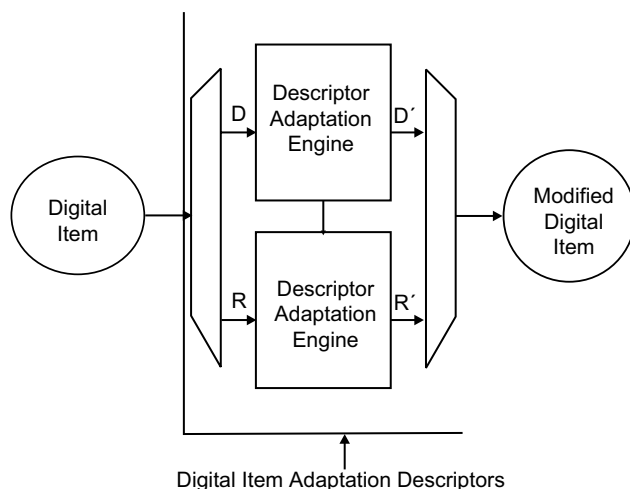 Digital
Item
D
Descriptor
Adaptation
Engine
D´
R
Descriptor
Adaptation
Engine
R´
Modified
Digital
Item
Digital Item Adaptation Descriptors